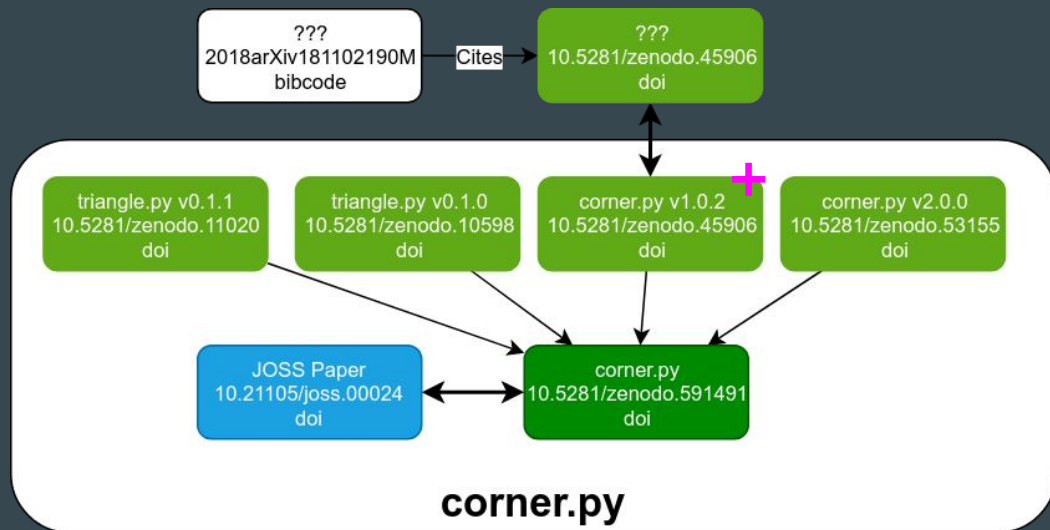 ???
2018arXiv181102190M
bibcode
Cites
???
10.5281/zenodo.45906
doi
triangle.py v0.1.1
10.5281/zenodo.11020
doi
triangle.py v0.1.0
10.5281/zenodo.10598
doi
corner.py v1.0.2
10.5281/zenodo.45906
doi
corner.py v2.0.0
10.5281/zenodo.53155
doi
JOSS Paper
10.21105/joss.00024
doi
corner.py
10.5281/zenodo.591491
doi
corner.py